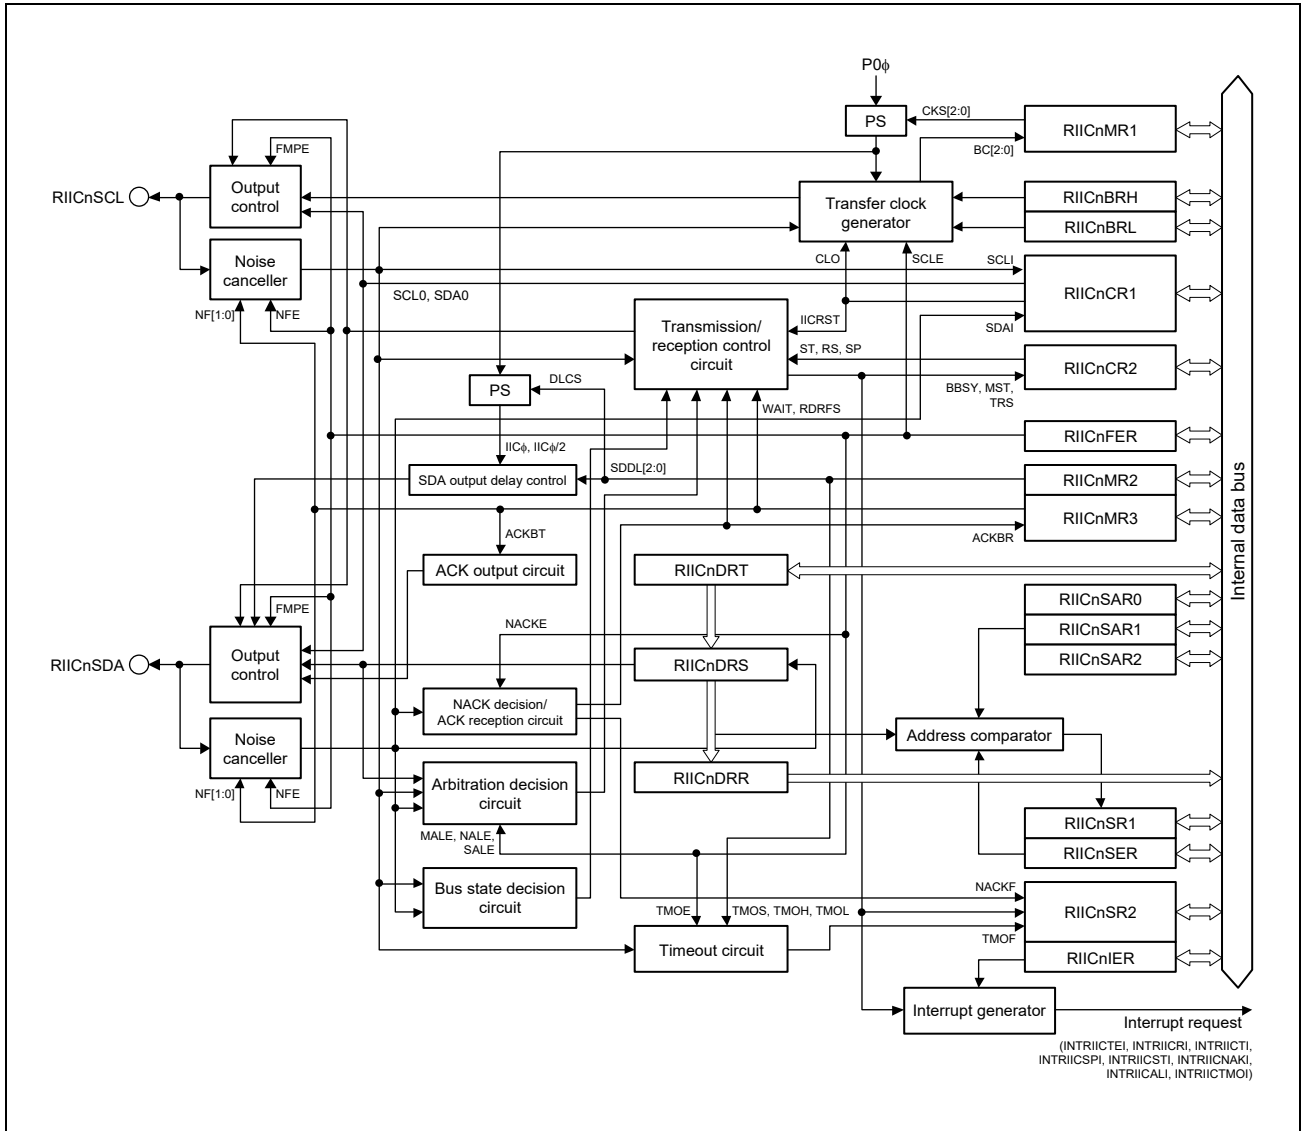 P0ϕ
PS
CKS[2:0]
RIICnMR1
BC[2:0]
FMPE
RIICnSCL
Output
control
Transfer clock
generator
RIICnBRH
RIICnBRL
Noise
canceller
CLO
SCLE
SCLI
SCL0, SDA0
RIICnCR1
NF[1:0]
NFE
IICRST
SDAI
Transmission/
reception control
circuit
ST, RS, SP
RIICnCR2
BBSY, MST,
TRS
PS
DLCS
WAIT, RDRFS
RIICnFER
IICϕ, IICϕ/2
SDA output delay control
SDDL[2:0]
RIICnMR2
RIICnMR3
ACKBT
ACKBR
ACK output circuit
RIICnDRT
Internal data bus
RIICnSAR0
RIICnSAR1
RIICnSAR2
FMPE
NACKE
RIICnSDA
Output
control
RIICnDRS
NACK decision/
ACK reception circuit
Address comparator
Noise
canceller
RIICnDRR
Arbitration decision
circuit
NF[1:0]
NFE
MALE, NALE,
SALE
RIICnSR1
RIICnSER
Bus state decision
circuit
NACKF
RIICnSR2
TMOE
TMOS, TMOH, TMOL
TMOF
Timeout circuit
RIICnIER
Interrupt generator
Interrupt request
(INTRIICTEI, INTRIICRI, INTRIICTI,
INTRIICSPI, INTRIICSTI, INTRIICNAKI,
INTRIICALI, INTRIICTMOI)